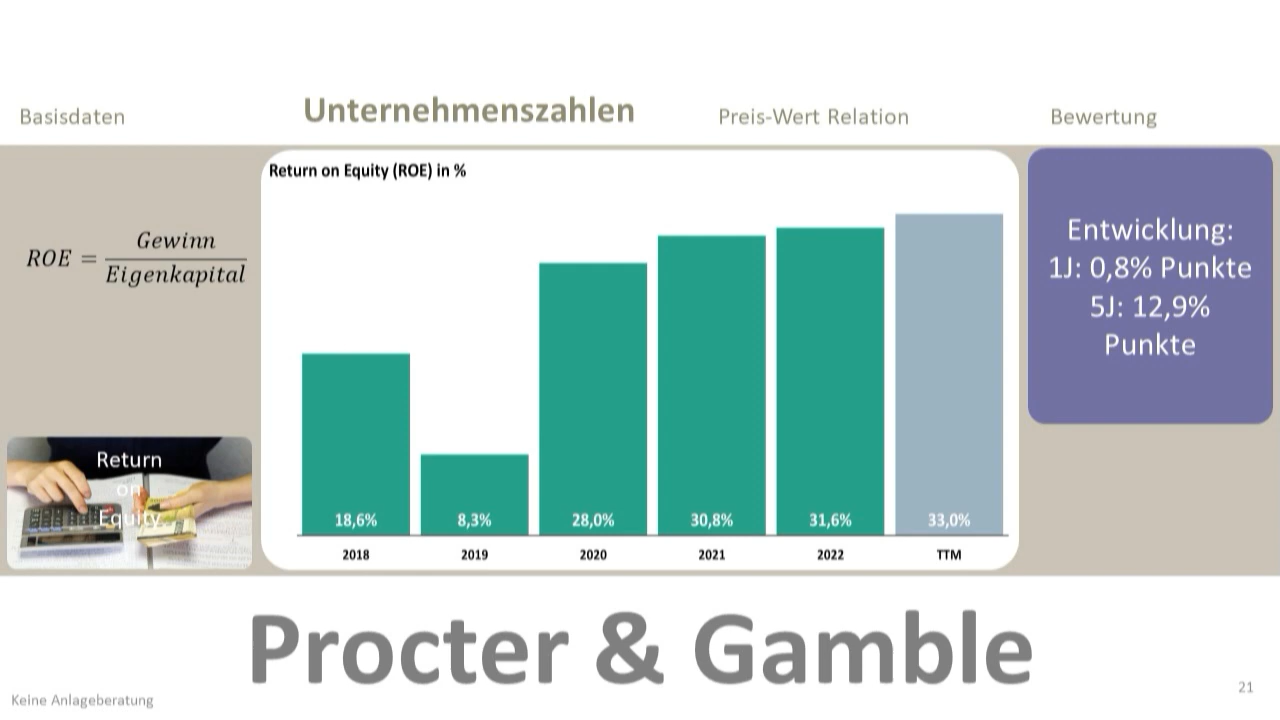 Basisdaten
Unternehmenszahlen
Preis-Wert Relation
Bewertung
ROE = Gewinn
Eigenkapital
Return on Equity (ROE) in %
18,6%
8,3%
28,0%
30,8%
31,6%
33,0%
2018
2019
2020
2021
2022
TTM
Entwicklung:
1J: 0,8% Punkte
5J: 12,9%
Punkte
Return
on
Equity
Procter & Gamble
Keine Anlageberatung
21